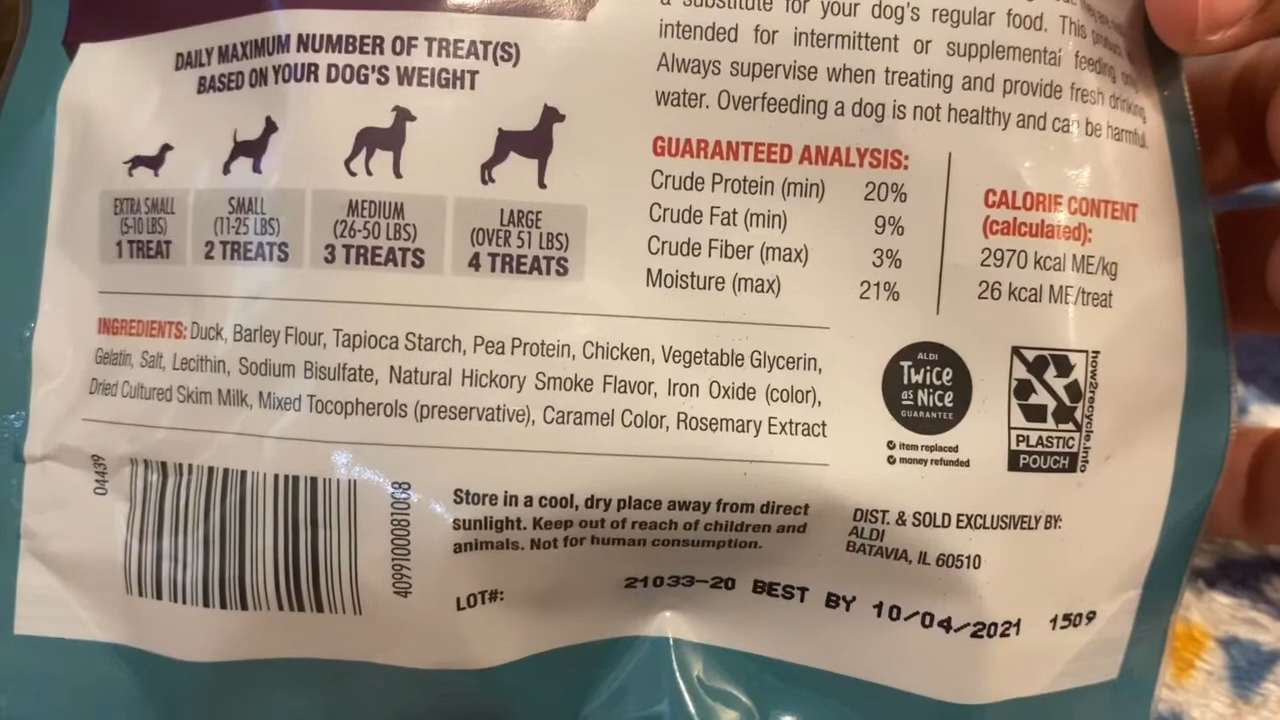 a substitute for your dog's regular food. This
intended for intermittent or supplemental feeding only
Always supervise when treating and provide fresh drinking
water. Overfeeding a dog is not healthy and can be harmful.
DAILY MAXIMUM NUMBER OF TREAT(S)
BASED ON YOUR DOG'S WEIGHT
EXTRA SMALL
(5-10 LBS)
1 TREAT
SMALL
(11-25 LBS)
2 TREATS
MEDIUM
(26-50 LBS)
3 TREATS
LARGE
(OVER 51 LBS)
4 TREATS
GUARANTEED ANALYSIS:
Crude Protein (min) 20%
Crude Fat (min) 9%
Crude Fiber (max) 3%
Moisture (max) 21%
CALORIE CONTENT
(calculated):
2970 kcal ME/kg
26 kcal ME/treat
INGREDIENTS: Duck, Barley Flour, Tapioca Starch, Pea Protein, Chicken, Vegetable Glycerin,
Gelatin, Salt, Lecithin, Sodium Bisulfate, Natural Hickory Smoke Flavor, Iron Oxide (color),
Dried Cultured Skim Milk, Mixed Tocopherols (preservative), Caramel Color, Rosemary Extract
ALDI
Twice
as Nice
GUARANTEE
item replaced
money refunded
PLASTIC
POUCH
how2recycle.info
04439
4099100081008
Store in a cool, dry place away from direct
sunlight. Keep out of reach of children and
animals. Not for human consumption.
DIST. & SOLD EXCLUSIVELY BY:
ALDI
BATAVIA, IL 60510
LOT#:
21033-20 BEST BY 10/04/2021 1509